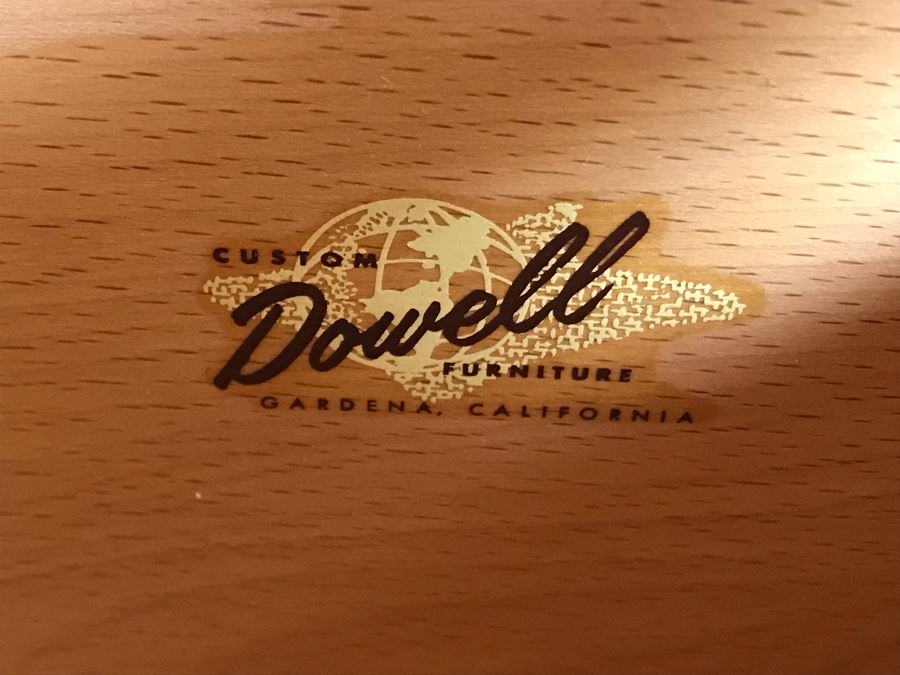 CUSTOM
Dowell
FURNITURE
GARDENA, CALIFORNIA